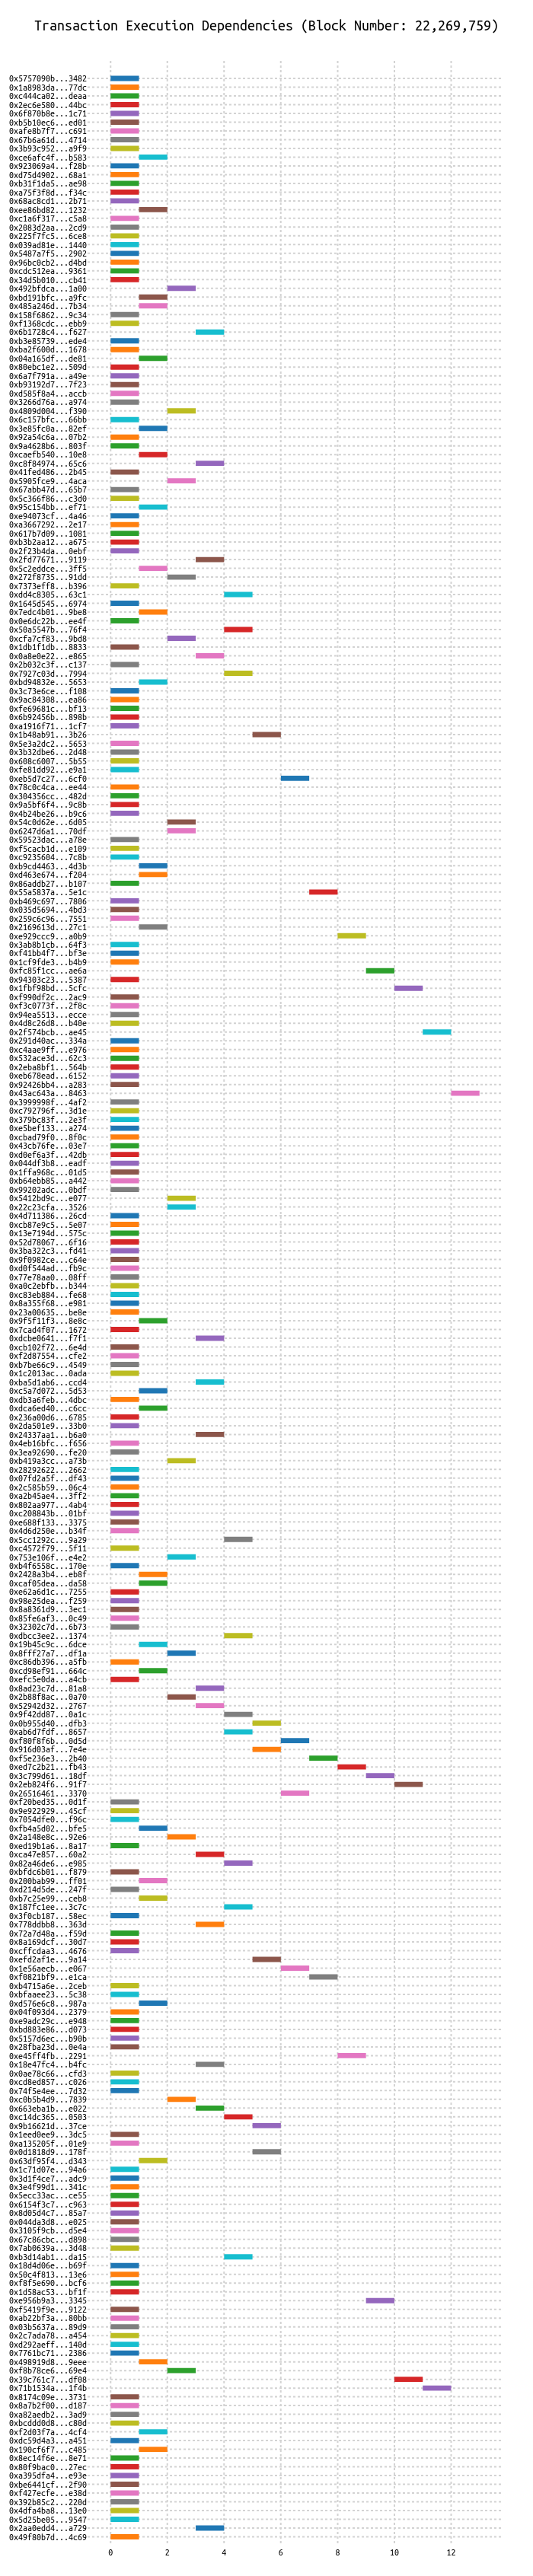 Transaction Execution Dependencies (Block Number: 22,269,759)
0x5757090b...3482
0x1a8983da...77dc
0xc444ca02...deaa
0x2ec6e580...44bc
0x6f870b8e...1c71
0xb5b10ec6...ed01
0xafe8b7f7...c691
0x67b6a61d...4714
0x3b93c952...a9f9
0xce6afc4f...b583
0x923069a4...f28b
0xd75d4902...68a1
0xb31f1da5...ae98
0xa75f3f8d...f34c
0x68ac8cd1...2b71
0xee86bd82...1232
0xc1a6f317...c5a8
0x2083d2aa...2cd9
0x225f7fc5...6ce8
0x039ad81e...1440
0x5487a7f5...2902
0x96bc0cb2...d4bd
0xcdc512ea...9361
0x34d5b010...cb41
0x492bfdca...1a00
0xbd191bfc...a9fc
0x485a246d...7b34
0x158f6862...9c34
0xf1368cdc...ebb9
0x6b1728c4...f627
0xb3e85739...ede4
0xba2f600d...1678
0x04a165df...de81
0x80ebc1e2...509d
0x6a7f791a...a49e
0xb93192d7...7f23
0xd585f8a4...accb
0x3266d76a...a974
0x4809d004...f390
0x6c157bfc...66bb
0x3e85fc0a...82ef
0x92a54c6a...07b2
0x9a4628b6...803f
0xcaefb540...10e8
0xc8f84974...65c6
0x41fed486...2b45
0x5905fce9...4aca
0x67abb47d...65b7
0x5c366f86...c3d0
0x95c154bb...ef71
0xe94073cf...4a46
0xa3667292...2e17
0x617b7d09...1081
0xb3b2aa12...a675
0x2f23b4da...0ebf
0x2fd77671...9119
0x5c2eddce...3ff5
0x272f8735...91dd
0x7373eff8...b396
0xdd4c8305...63c1
0x1645d545...6974
0x7edc4b01...9be8
0x0e6dc22b...ee4f
0x50a5547b...76f4
0xcfa7cf83...9bd8
0x1db1f1db...8833
0x0a8e0e22...e865
0x2b032c3f...c137
0x7927c03d...7994
0xbd94832e...5653
0x3c73e6ce...f108
0x9ac84308...ea86
0xfe69681c...bf13
0x6b92456b...898b
0xa1916f71...1cf7
0x1b48ab91...3b26
0x5e3a2dc2...5653
0x3b32dbe6...2d48
0x608c6007...5b55
0xfe81dd92...e9a1
0xeb5d7c27...6cf0
0x78c0c4ca...ee44
0x304356cc...482d
0x9a5bf6f4...9c8b
0x4b24be26...b9c6
0x54c0d62e...6d05
0x6247d6a1...70df
0x59523dac...a78e
0xf5cacb1d...e109
0xc9235604...7c8b
0xb9cd4463...4d3b
0xd463e674...f204
0x86addb27...b107
0x55a5837a...5e1c
0xb469c697...7806
0x035d5694...4bd3
0x259c6c96...7551
0x2169613d...27c1
0xe929ccc9...a0b9
0x3ab8b1cb...64f3
0xf41bb4f7...bf3e
0x1cf9fde3...b4b9
0xfc85f1cc...ae6a
0x94303c23...5387
0x1fbf98bd...5cfc
0xf990df2c...2ac9
0xf3c0773f...2f8c
0x94ea5513...ecce
0x4d8c26d8...b40e
0x2f574bcb...ae45
0x291d40ac...334a
0xc4aae9ff...e976
0x532ace3d...62c3
0x2eba8bf1...564b
0xeb678ead...6152
0x92426bb4...a283
0x43ac643a...8463
0x3999998f...4af2
0xc792796f...3d1e
0x379bc83f...2e3f
0xe5bef133...a274
0xcbad79f0...8f0c
0x43cb76fe...03e7
0xd0ef6a3f...42db
0x044df3b8...eadf
0x1ffa968c...01d5
0xb64ebb85...a442
0x99202adc...0bdf
0x5412bd9c...e077
0x22c23cfa...3526
0x4d711386...26cd
0xcb87e9c5...5e07
0x13e7194d...575c
0x52d78067...6f16
0x3ba322c3...fd41
0x9f0982ce...c64e
0xd0f544ad...fb9c
0x77e78aa0...08ff
0xa0c2ebfb...b344
0xc83eb884...fe68
0x8a355f68...e981
0x23a00635...be8e
0x9f5f11f3...8e8c
0x7cad4f07...1672
0xdcbe0641...f7f1
0xcb102f72...6e4d
0xf2d87554...cfe2
0xb7be66c9...4549
0x1c2013ac...0ada
0xba5d1ab6...ccd4
0xc5a7d072...5d53
0xdb3a6feb...4dbc
0xdca6ed40...c6cc
0x236a00d6...6785
0x2da501e9...33b0
0x24337aa1...b6a0
0x4eb16bfc...f656
0x3ea92690...fe20
0xb419a3cc...a73b
0x28292622...2662
0x07fd2a5f...df43
0x2c585b59...06c4
0xa2b45ae4...3ff2
0x802aa977...4ab4
0xc208843b...01bf
0xe688f133...3375
0x4d6d250e...b34f
0x5cc1292c...9a29
0xc4572f79...5f11
0x753e106f...e4e2
0xb4f6558c...170e
0x2428a3b4...eb8f
0xcaf05dea...da58
0xe62a6d1c...7255
0x98e25dea...f259
0x8a8361d9...3ec1
0x85fe6af3...0c49
0x32302c7d...6b73
0xdbcc3ee2...1374
0x19b45c9c...6dce
0x8fff27a7...df1a
0xc86db396...a5fb
0xcd98ef91...664c
0xefc5e0da...a4cb
0x8ad23c7d...81a8
0x2b88f8ac...0a70
0x52942d32...2767
0x9f42dd87...0a1c
0x0b955d40...dfb3
0xab6d7fdf...8657
0xf80f8f6b...0d5d
0x916d03af...7e4e
0xf5e236e3...2b40
0xed7c2b21...fb43
0x3c799d61...18df
0x2eb824f6...91f7
0x26516461...3370
0xf20bed35...0d1f
0x9e922929...45cf
0x7054dfe0...f96c
0xfb4a5d02...bfe5
0x2a148e8c...92e6
0xed19b1a6...8a17
0xca47e857...60a2
0x82a46de6...e985
0xbfdc6b01...f879
0x200bab99...ff01
0xd214d5de...247f
0xb7c25e99...ceb8
0x187fc1ee...3c7c
0x3f0cb187...58ec
0x778ddbb8...363d
0x72a7d48a...f59d
0x8a169dcf...30d7
0xcffcdaa3...4676
0xefd2af1e...9a14
0x1e56aecb...e067
0xf0821bf9...e1ca
0xb4715a6e...2ceb
0xbfaaee23...5c38
0xd576e6c8...987a
0x04f093d4...2379
0xe9adc29c...e948
0xbd883e86...d073
0x5157d6ec...b90b
0x28fba23d...0e4a
0xe45ff4fb...2291
0x18e47fc4...b4fc
0x0ae78c66...cfd3
0xcd8ed857...c026
0x74f5e4ee...7d32
0xc0b5b4d9...7839
0x663eba1b...e022
0xc14dc365...0503
0x9b16621d...37ce
0x1eed0ee9...3dc5
0xa135205f...01e9
0x0d1818d9...178f
0x63df95f4...d343
0x1c71d07e...94a6
0x3d1f4ce7...adc9
0x3e4f99d1...341c
0x5ecc33ac...ce55
0x6154f3c7...c963
0x8d05d4c7...85a7
0x044da3d8...e025
0x3105f9cb...d5e4
0x67c86cbc...d898
0x7ab0639a...3d48
0xb3d14ab1...da15
0x18d4d06e...b69f
0x50c4f813...13e6
0xf8f5e690...bcf6
0x1d58ac53...bf1f
0xe956b9a3...3345
0xf5419f9e...9122
0xab22bf3a...80bb
0x03b5637a...89d9
0x2c7ada78...a454
0xd292aeff...140d
0x7761bc71...2386
0x498919d8...9eee
0xf8b78ce6...69e4
0x39c761c7...df08
0x71b1534a...1f4b
0x8174c09e...3731
0x8a7b2f00...d187
0xa82aedb2...3ad9
0xbcddd0d8...c80d
0xf2d03f7a...4cf4
0xdc59d4a3...a451
0x190cf6f7...c485
0x8ec14f6e...8e71
0x80f9bac0...27ec
0xa395dfa4...e93e
0xbe6441cf...2f90
0xf427ecfe...e38d
0x392b85c2...220d
0x4dfa4ba8...13e0
0x5d25be05...9547
0x2aa0edd4...a729
0x49f80b7d...4c69
0 2 4 6 8 10 12